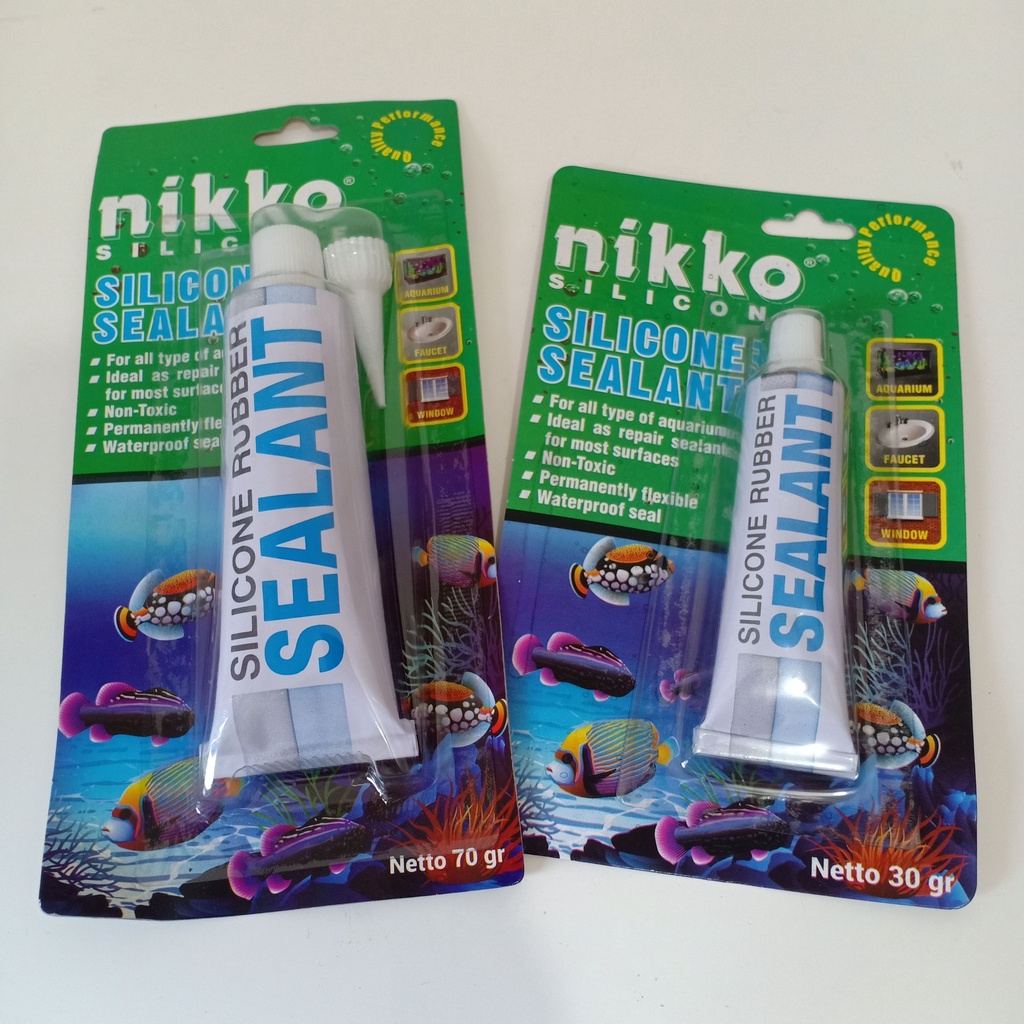 Quality Performance
nikko®
SILIC
SILICON
SEALA
For all type of aq
Ideal as repair
for most surfac
Non-Toxic
Permanently fle
Waterproof sea
AQUARIUM
FAUCET
WINDOW
SILICONE RUBBER
SEALANT
Netto 70 gr
Quality Performance
nikko®
SILICON
SILICONE
SEALANT
For all type of aquarium
Ideal as repair sealant
for most surfaces
Non-Toxic
Permanently flexible
Waterproof seal
AQUARIUM
FAUCET
WINDOW
SILICONE RUBBER
SEALANT
Netto 30 gr